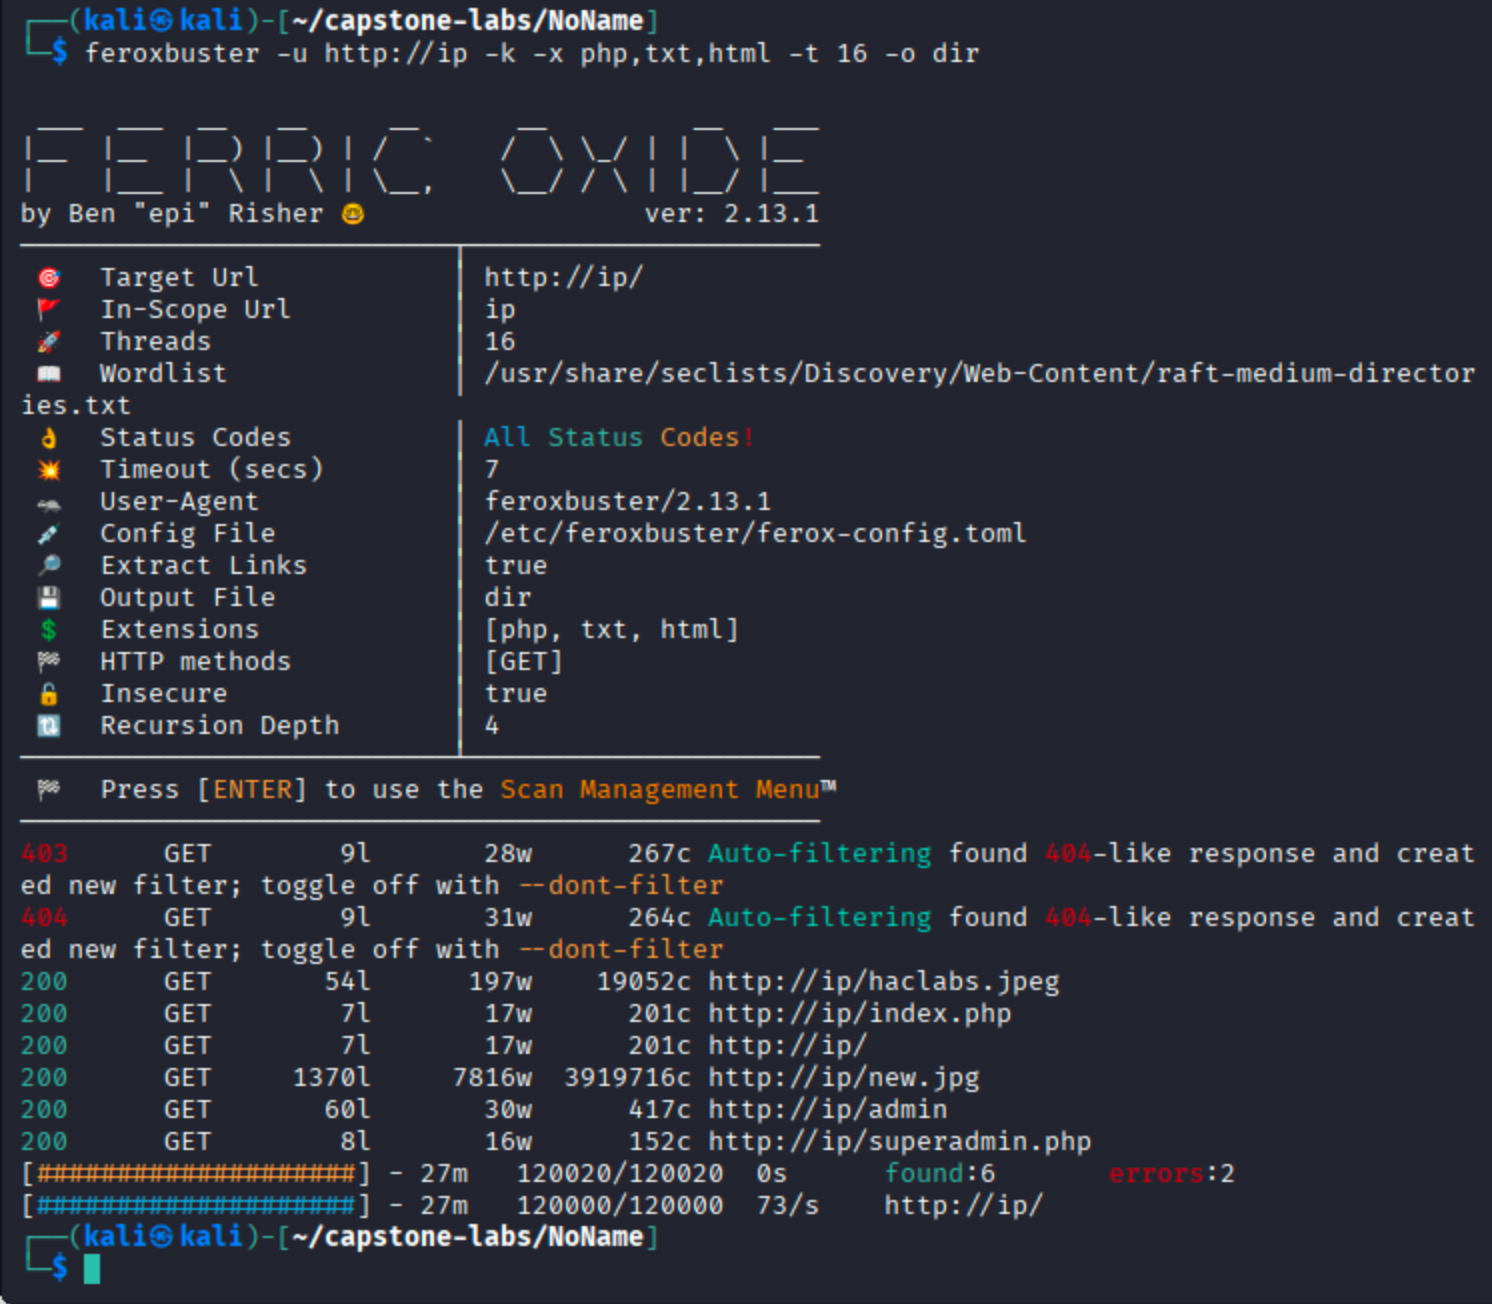 ┌──(kali㉿kali)-[~/capstone-labs/NoName]
└─$ feroxbuster -u http://ip -k -x php,txt,html -t 16 -o dir
FERRIC OXIDE
by Ben "epi" Risher 🤓                 ver: 2.13.1
🎯  Target Url            │ http://ip/
🚩  In-Scope Url          │ ip
🚀  Threads               │ 16
📖  Wordlist              │ /usr/share/seclists/Discovery/Web-Content/raft-medium-director
ies.txt
👌  Status Codes          │ All Status Codes!
💥  Timeout (secs)        │ 7
🦡  User-Agent            │ feroxbuster/2.13.1
💉  Config File           │ /etc/feroxbuster/ferox-config.toml
🔎  Extract Links         │ true
💾  Output File           │ dir
💲  Extensions            │ [php, txt, html]
🏁  HTTP methods          │ [GET]
🔓  Insecure              │ true
🔃  Recursion Depth       │ 4
🏁  Press [ENTER] to use the Scan Management Menu™
403      GET        9l       28w      267c Auto-filtering found 404-like response and creat
ed new filter; toggle off with --dont-filter
404      GET        9l       31w      264c Auto-filtering found 404-like response and creat
ed new filter; toggle off with --dont-filter
200      GET       54l      197w    19052c http://ip/haclabs.jpeg
200      GET        7l       17w      201c http://ip/index.php
200      GET        7l       17w      201c http://ip/
200      GET     1370l     7816w  3919716c http://ip/new.jpg
200      GET       60l       30w      417c http://ip/admin
200      GET        8l       16w      152c http://ip/superadmin.php
[####################] - 27m   120020/120020  0s      found:6       errors:2
[####################] - 27m   120000/120000  73/s    http://ip/
┌──(kali㉿kali)-[~/capstone-labs/NoName]
└─$